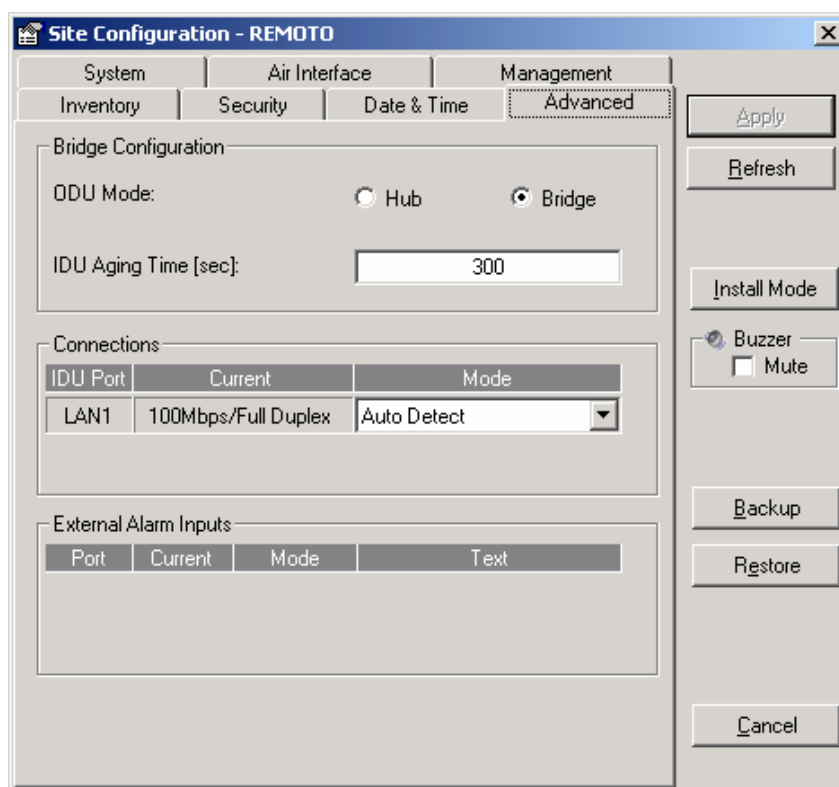 Site Configuration - REMOTO
System Air Interface Management
Inventory Security Date & Time Advanced
Bridge Configuration
ODU Mode: Hub Bridge
IDU Aging Time [sec]: 300
Connections
IDU Port Current Mode
LAN1 100Mbps/Full Duplex Auto Detect
External Alarm Inputs
Port Current Mode Text
Apply
Refresh
Install Mode
Buzzer
Mute
Backup
Restore
Cancel